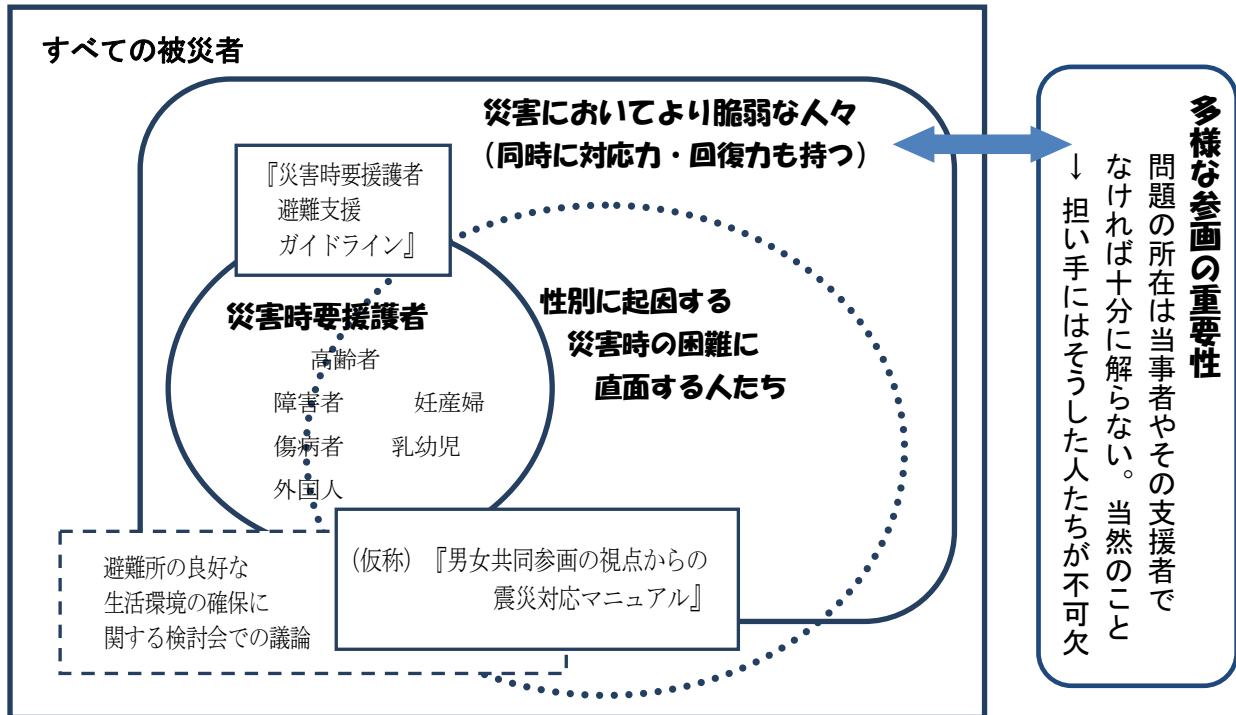 すべての被災者
災害においてより脆弱な人々
（同時に対応力・回復力も持つ）
『災害時要援護者
避難支援
ガイドライン』
災害時要援護者
高齢者
障害者　妊産婦
傷病者　乳幼児
外国人
性別に起因する
災害時の困難に
直面する人たち
避難所の良好な
生活環境の確保に
関する検討会での議論
（仮称）『男女共同参画の視点からの
震災対応マニュアル』
多様な参画の重要性
問題の所在は当事者やその支援者で
なければ十分に解らない。当然のこと
→ 担い手にはそうした人たちが不可欠